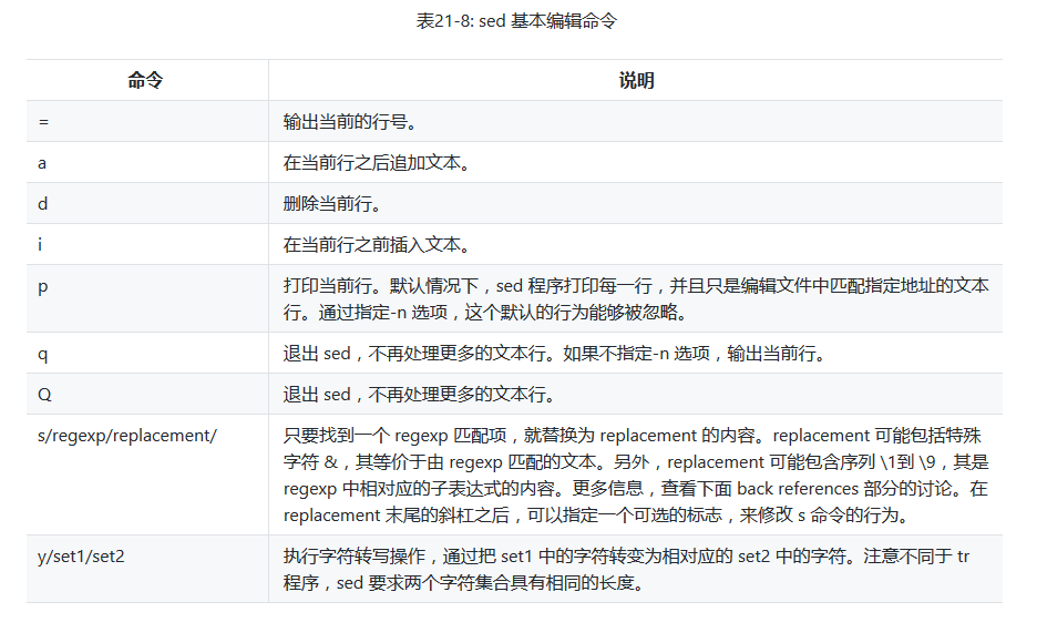 表21-8: sed 基本编辑命令
命令 说明
= 输出当前的行号。
a 在当前行之后追加文本。
d 删除当前行。
i 在当前行之前插入文本。
p 打印当前行。默认情况下，sed 程序打印每一行，并且只是编辑文件中匹配指定地址的文本
行。通过指定-n 选项，这个默认的行为能够被忽略。
q 退出 sed，不再处理更多的文本行。如果不指定-n 选项，输出当前行。
Q 退出 sed，不再处理更多的文本行。
s/regexp/replacement/ 只要找到一个 regexp 匹配项，就替换为 replacement 的内容。replacement 可能包括特殊
字符 &，其等价于由 regexp 匹配的文本。另外，replacement 可能包含序列 \1到 \9，其是
regexp 中相对应的子表达式的内容。更多信息，查看下面 back references 部分的讨论。在
replacement 末尾的斜杠之后，可以指定一个可选的标志，来修改 s 命令的行为。
y/set1/set2 执行字符转写操作，通过把 set1 中的字符转变为相对应的 set2 中的字符。注意不同于 tr
程序，sed 要求两个字符集合具有相同的长度。